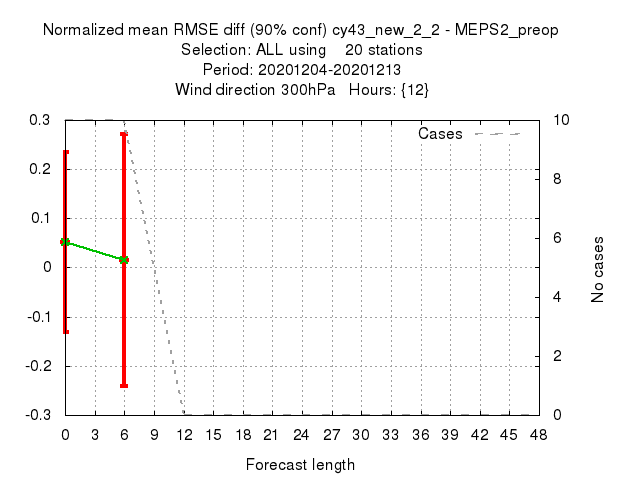 Normalized mean RMSE diff (90% conf) cy43_new_2_2 - MEPS2_preop
Selection: ALL using 20 stations
Period: 20201204-20201213
Wind direction 300hPa Hours: {12}
Cases
0.3
0.2
0.1
0
-0.1
-0.2
-0.3
10
8
6
4
2
0
No cases
0 3 6 9 12 15 18 21 24 27 30 33 36 39 42 45 48
Forecast length